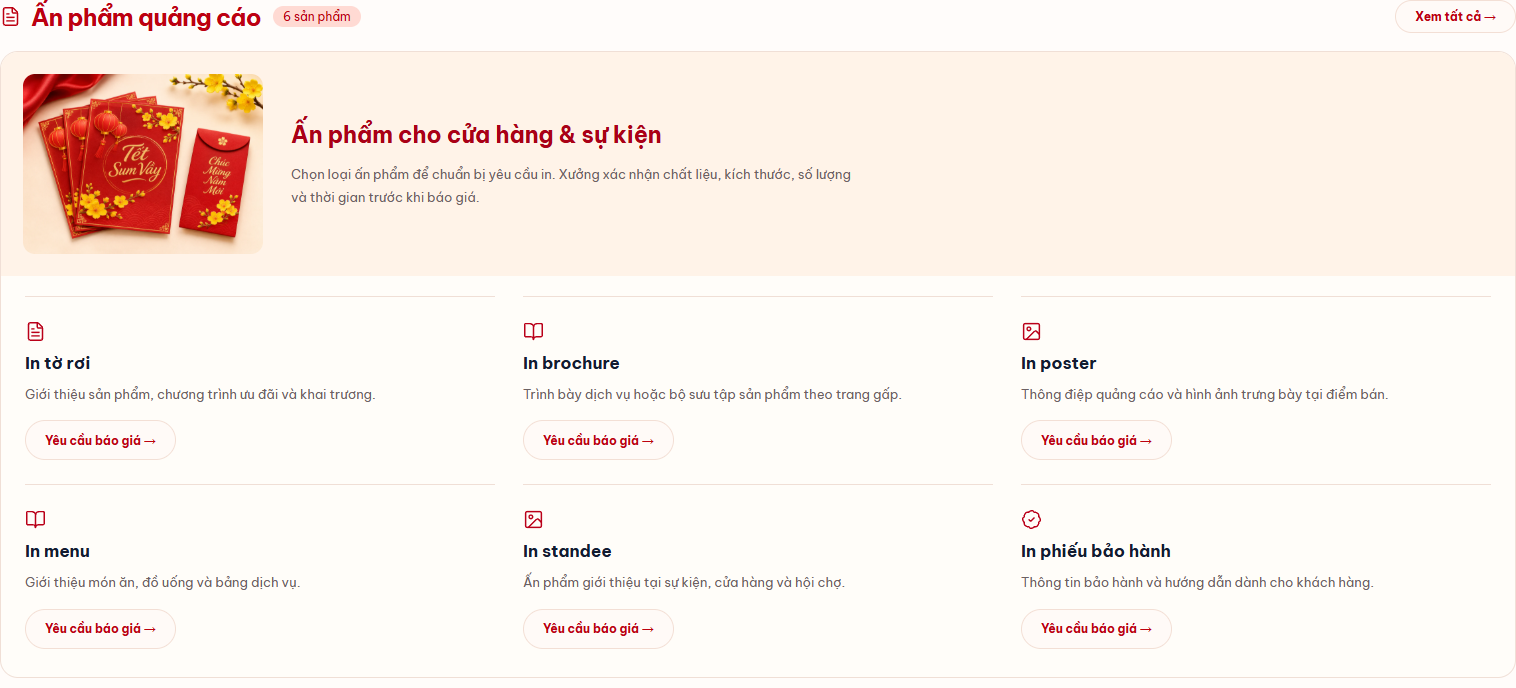 Ấn phẩm quảng cáo
6 sản phẩm
Xem tất cả →
Tết
Sum Vầy
Chúc
Mừng
Năm
Mới
Ấn phẩm cho cửa hàng & sự kiện
Chọn loại ấn phẩm để chuẩn bị yêu cầu in. Xưởng xác nhận chất liệu, kích thước, số lượng
và thời gian trước khi báo giá.
In tờ rơi
Giới thiệu sản phẩm, chương trình ưu đãi và khai trương.
Yêu cầu báo giá →
In brochure
Trình bày dịch vụ hoặc bộ sưu tập sản phẩm theo trang gấp.
Yêu cầu báo giá →
In poster
Thông điệp quảng cáo và hình ảnh trưng bày tại điểm bán.
Yêu cầu báo giá →
In menu
Giới thiệu món ăn, đồ uống và bảng dịch vụ.
Yêu cầu báo giá →
In standee
Ấn phẩm giới thiệu tại sự kiện, cửa hàng và hội chợ.
Yêu cầu báo giá →
In phiếu bảo hành
Thông tin bảo hành và hướng dẫn dành cho khách hàng.
Yêu cầu báo giá →